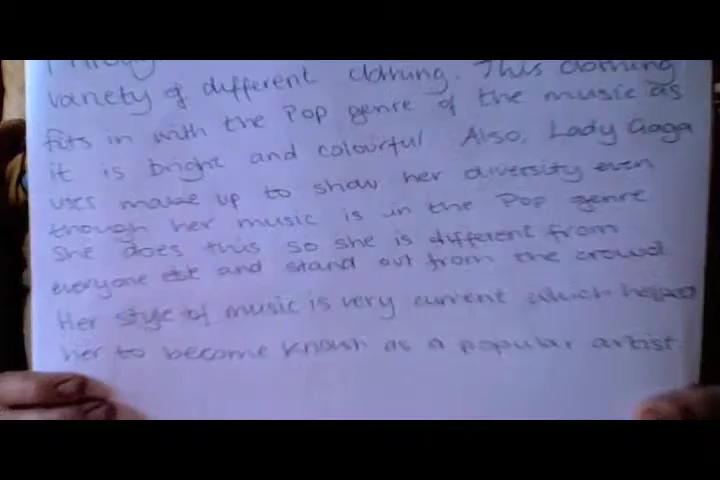 variety of different clothing. This clothing
fits in with the Pop genre of the music as
it is bright and colourful Also, Lady Gaga
uses make up to show her diversity even
though her music is in the Pop genre
She does this so she is different from
everyone else and stand out from the crowd
Her style of music is very current which helped
her to become known as a popular artist.